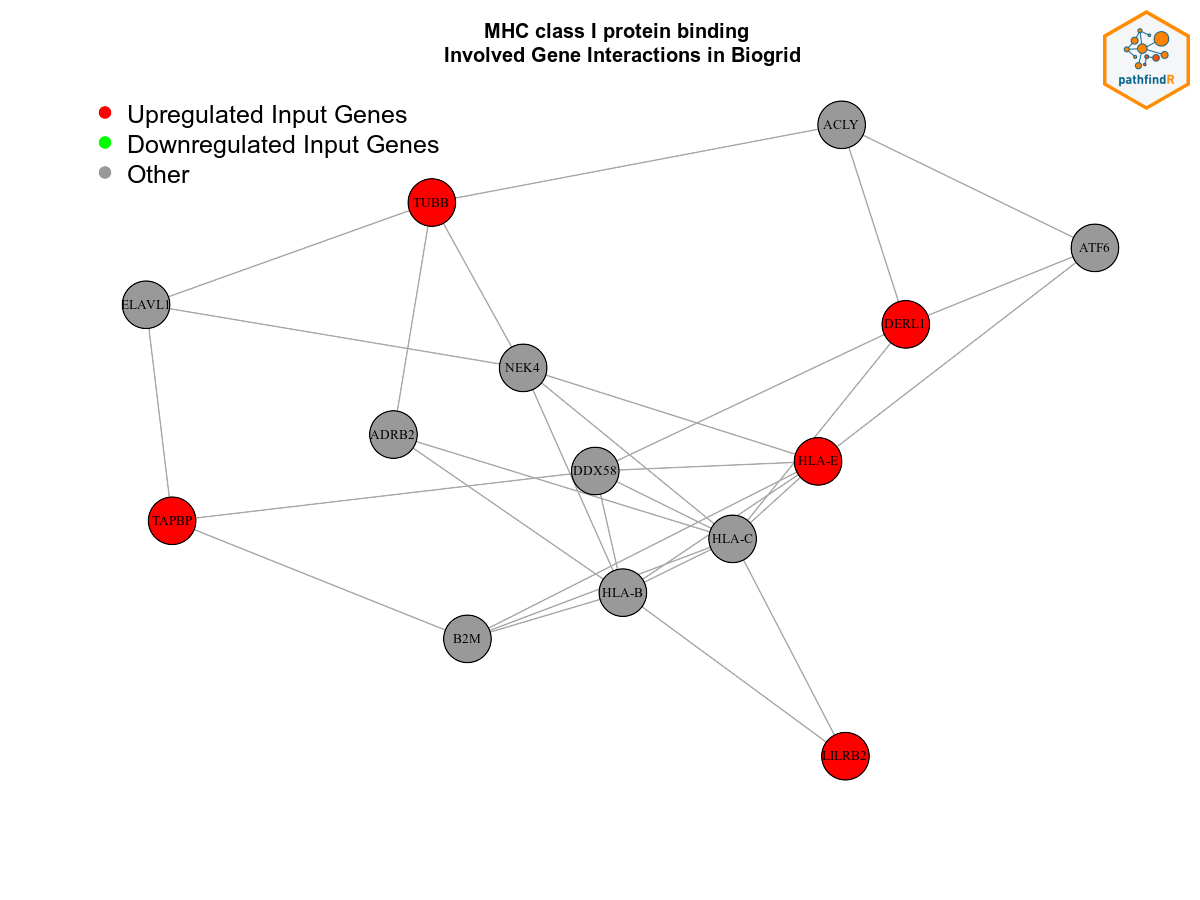 MHC class I protein binding
Involved Gene Interactions in Biogrid
pathfindR
Upregulated Input Genes
Downregulated Input Genes
Other
ACLY
TUBB
ATF6
ELAVL1
DERL1
NEK4
ADRB2
HLA-E
DDX58
TAPBP
HLA-C
HLA-B
B2M
LILRB2